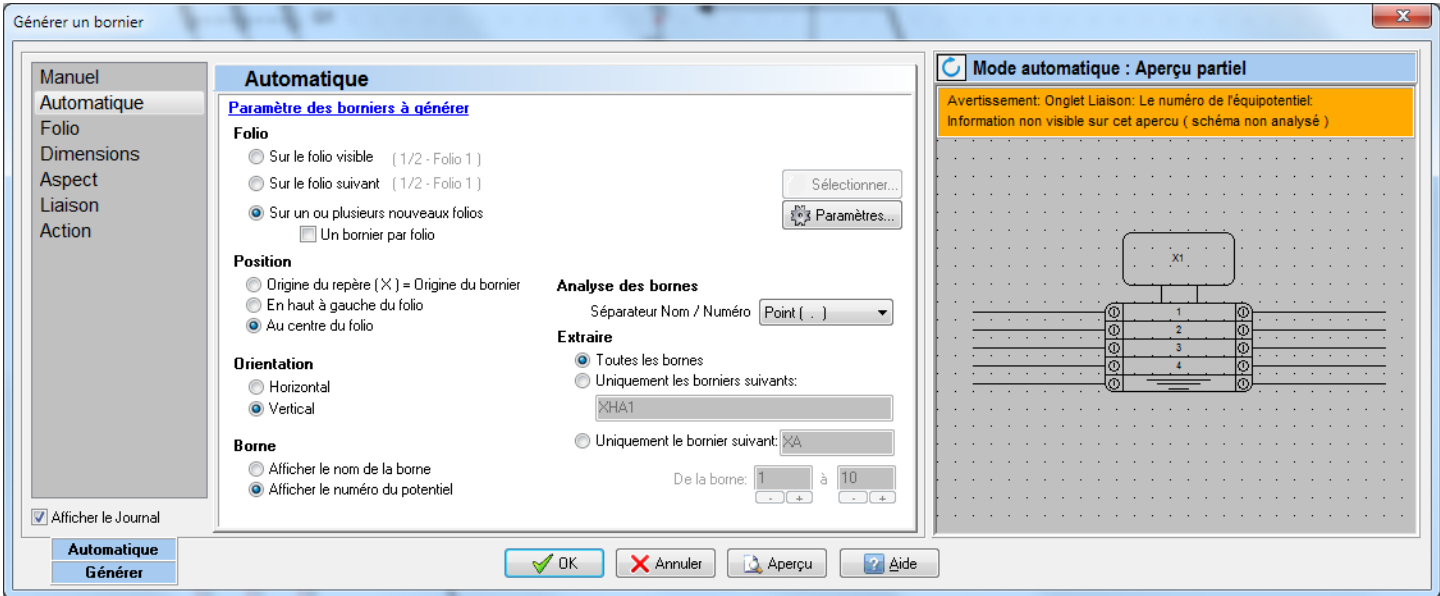 Générer un bornier
Manuel
Automatique
Folio
Dimensions
Aspect
Liaison
Action
Afficher le Journal
Automatique
Générer
Automatique
Paramètre des borniers à générer
Folio
Sur le folio visible ( 1/2 - Folio 1 )
Sur le folio suivant ( 1/2 - Folio 1 )
Sélectionner...
Sur un ou plusieurs nouveaux folios
Paramètres...
Un bornier par folio
Position
Origine du repère ( X ) = Origine du bornier
En haut à gauche du folio
Au centre du folio
Orientation
Horizontal
Vertical
Borne
Afficher le nom de la borne
Afficher le numéro du potentiel
Analyse des bornes
Séparateur Nom / Numéro Point ( . )
Extraire
Toutes les bornes
Uniquement les borniers suivants:
XHA1
Uniquement le bornier suivant: XA
De la borne: 1 à 10
- + - +
OK Annuler Aperçu Aide
Mode automatique : Aperçu partiel
Avertissement: Onglet Liaison: Le numéro de l'équipotentiel:
Information non visible sur cet apercu ( schéma non analysé )
X1
1
2
3
4